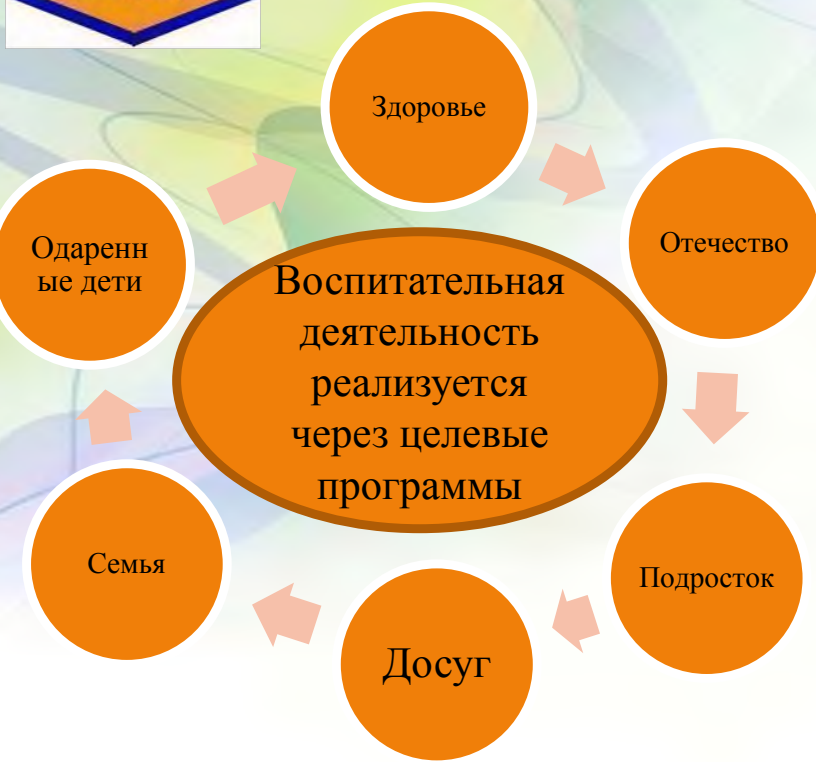 Здоровье
Отечество
Подросток
Досуг
Семья
Одаренн
ые дети
Воспитательная
деятельность
реализуется
через целевые
программы